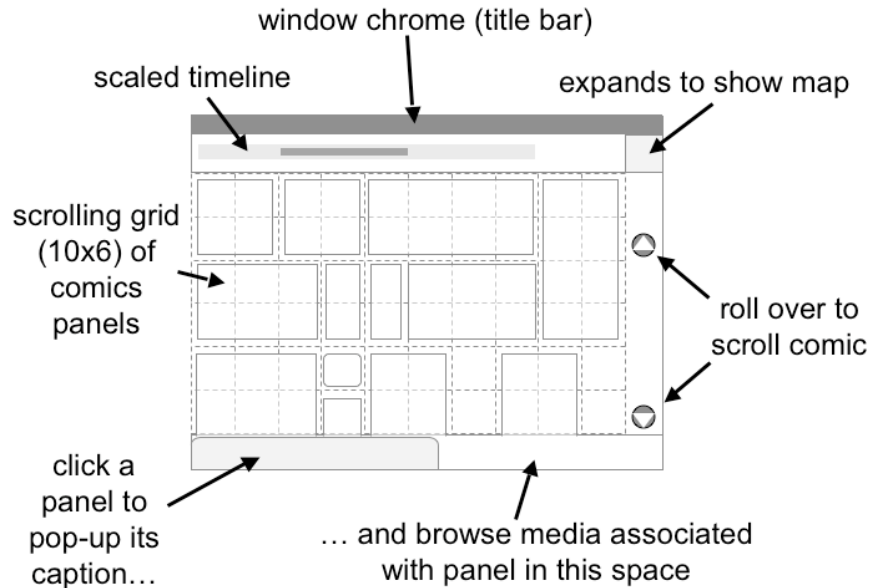 window chrome (title bar)
scaled timeline
expands to show map
scrolling grid
(10x6) of
comics
panels
roll over to
scroll comic
click a
panel to
pop-up its
caption…
… and browse media associated
with panel in this space